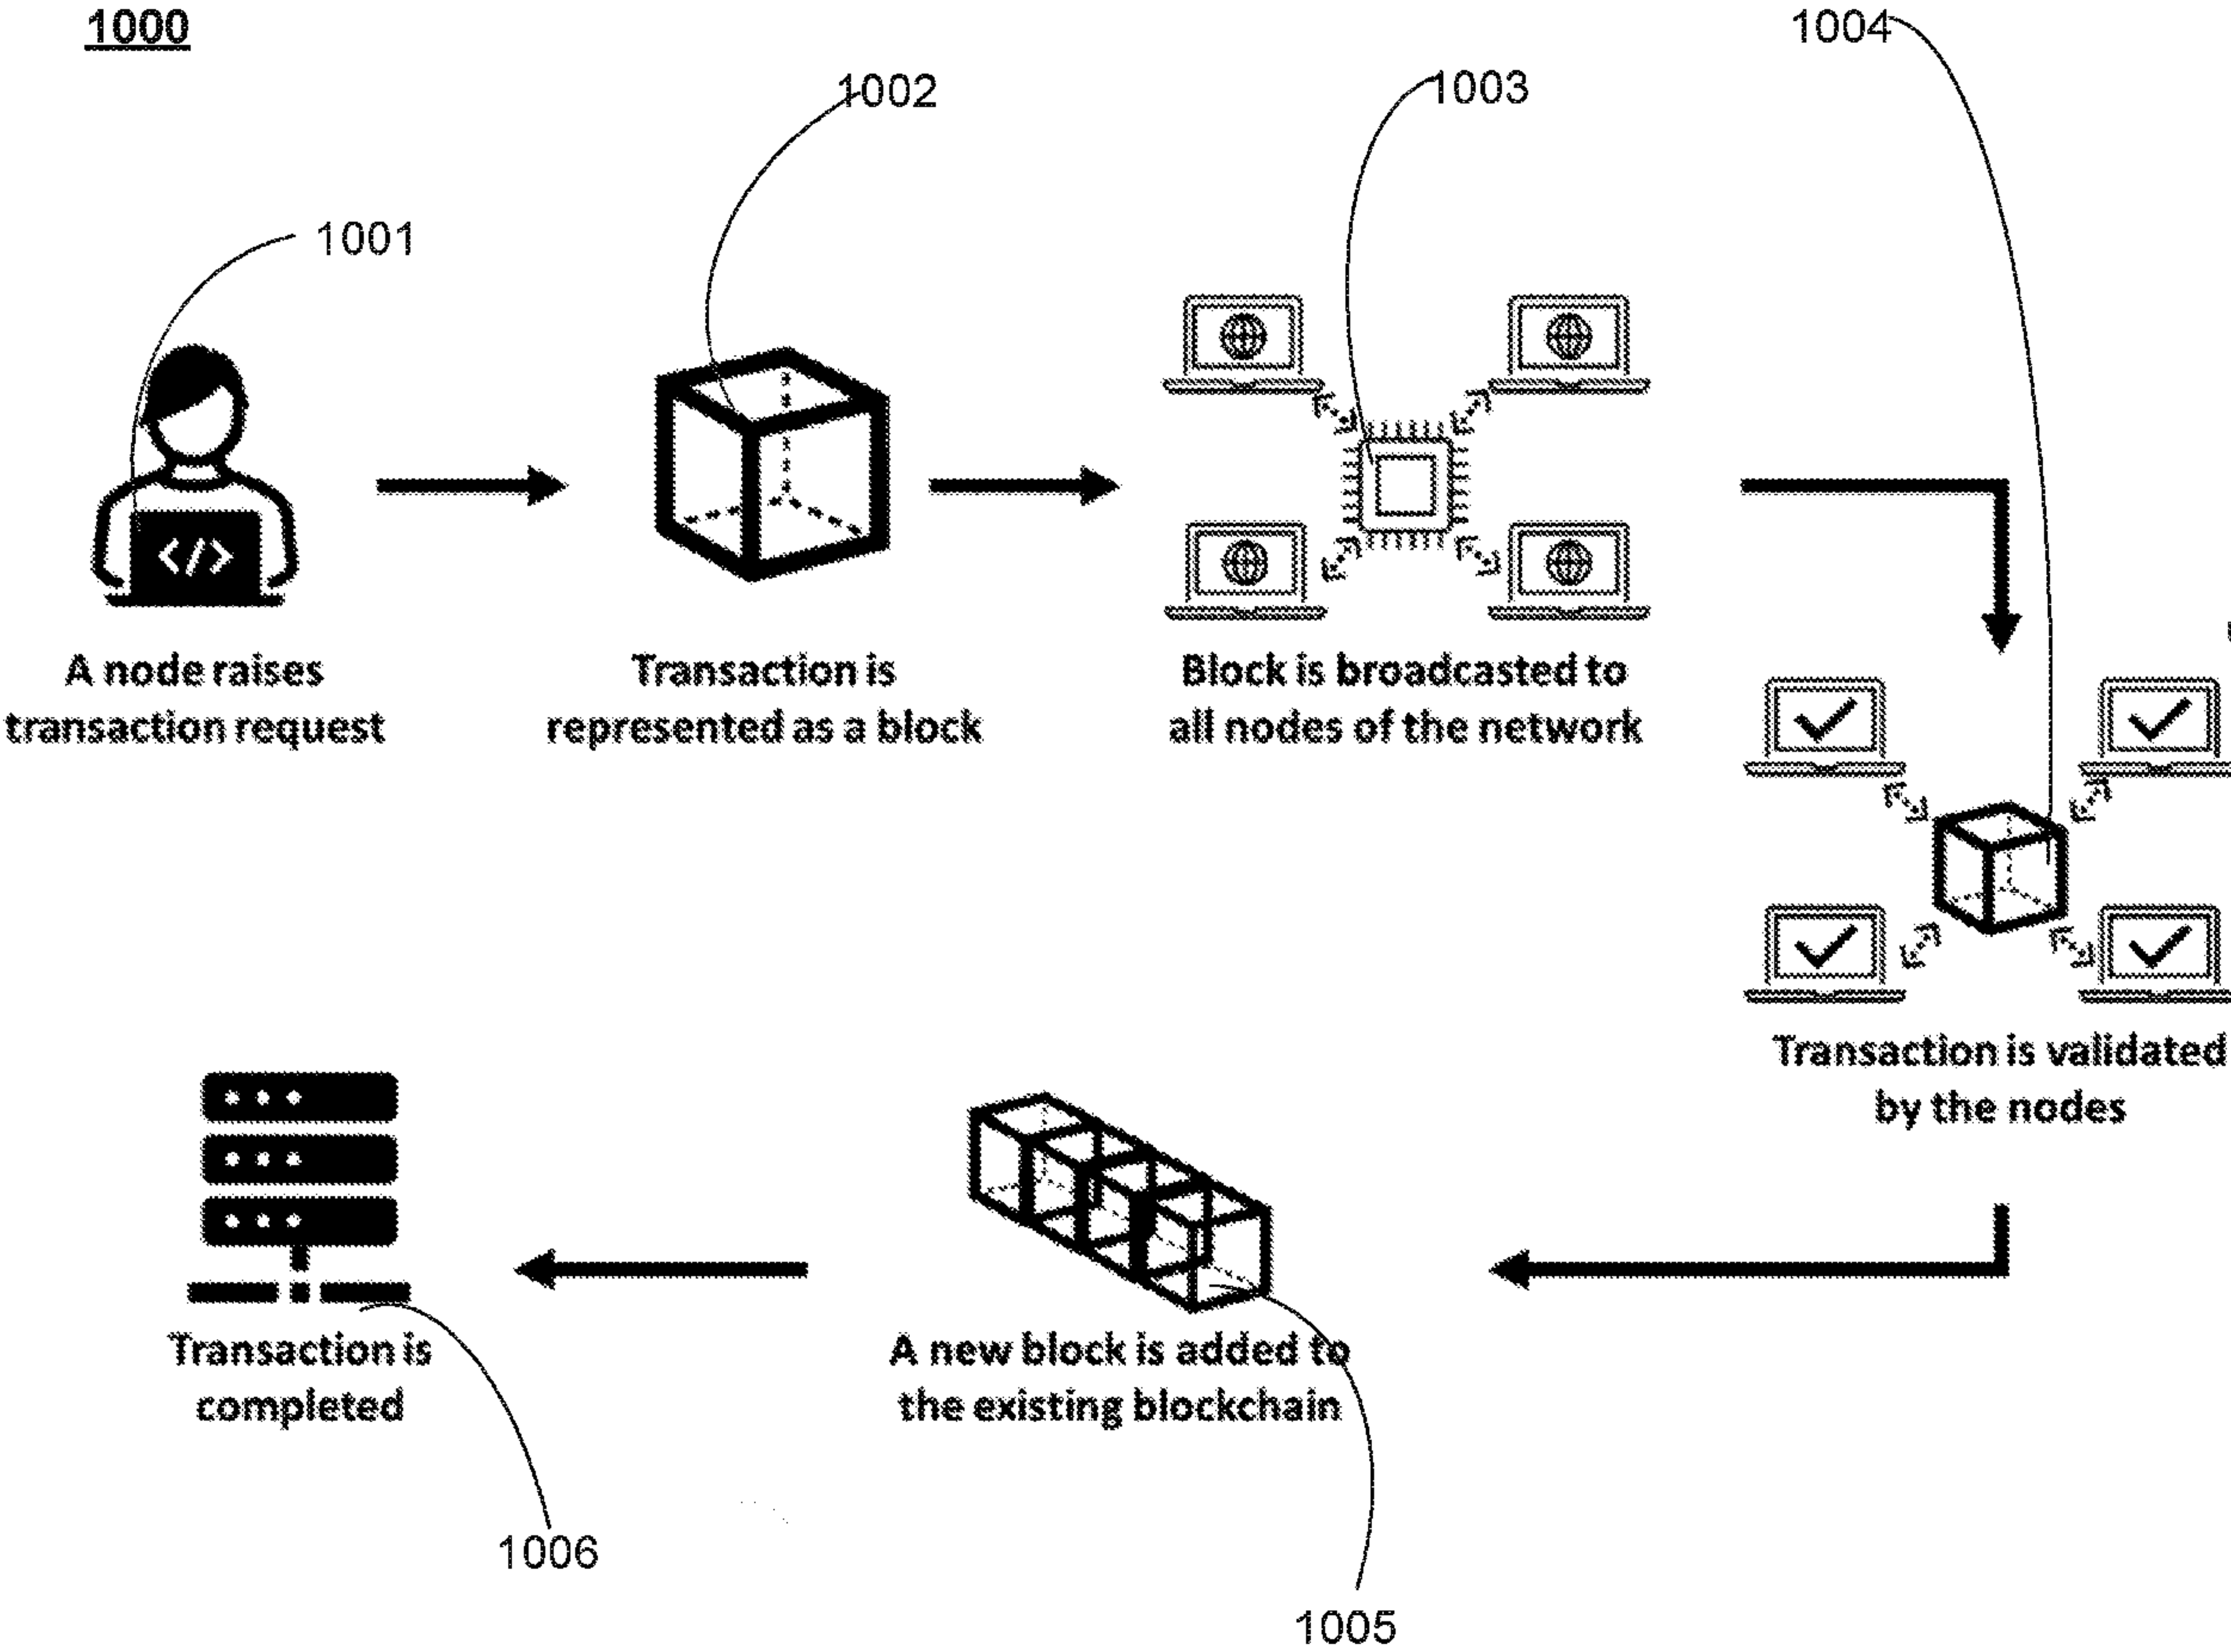 1000
1004
1002
1003
1001
</>
A node raises
transaction request
Transaction is
represented as a block
Block is broadcasted to
all nodes of the network
Transaction is validated
by the nodes
A new block is added to
the existing blockchain
Transaction is
completed
1006
1005